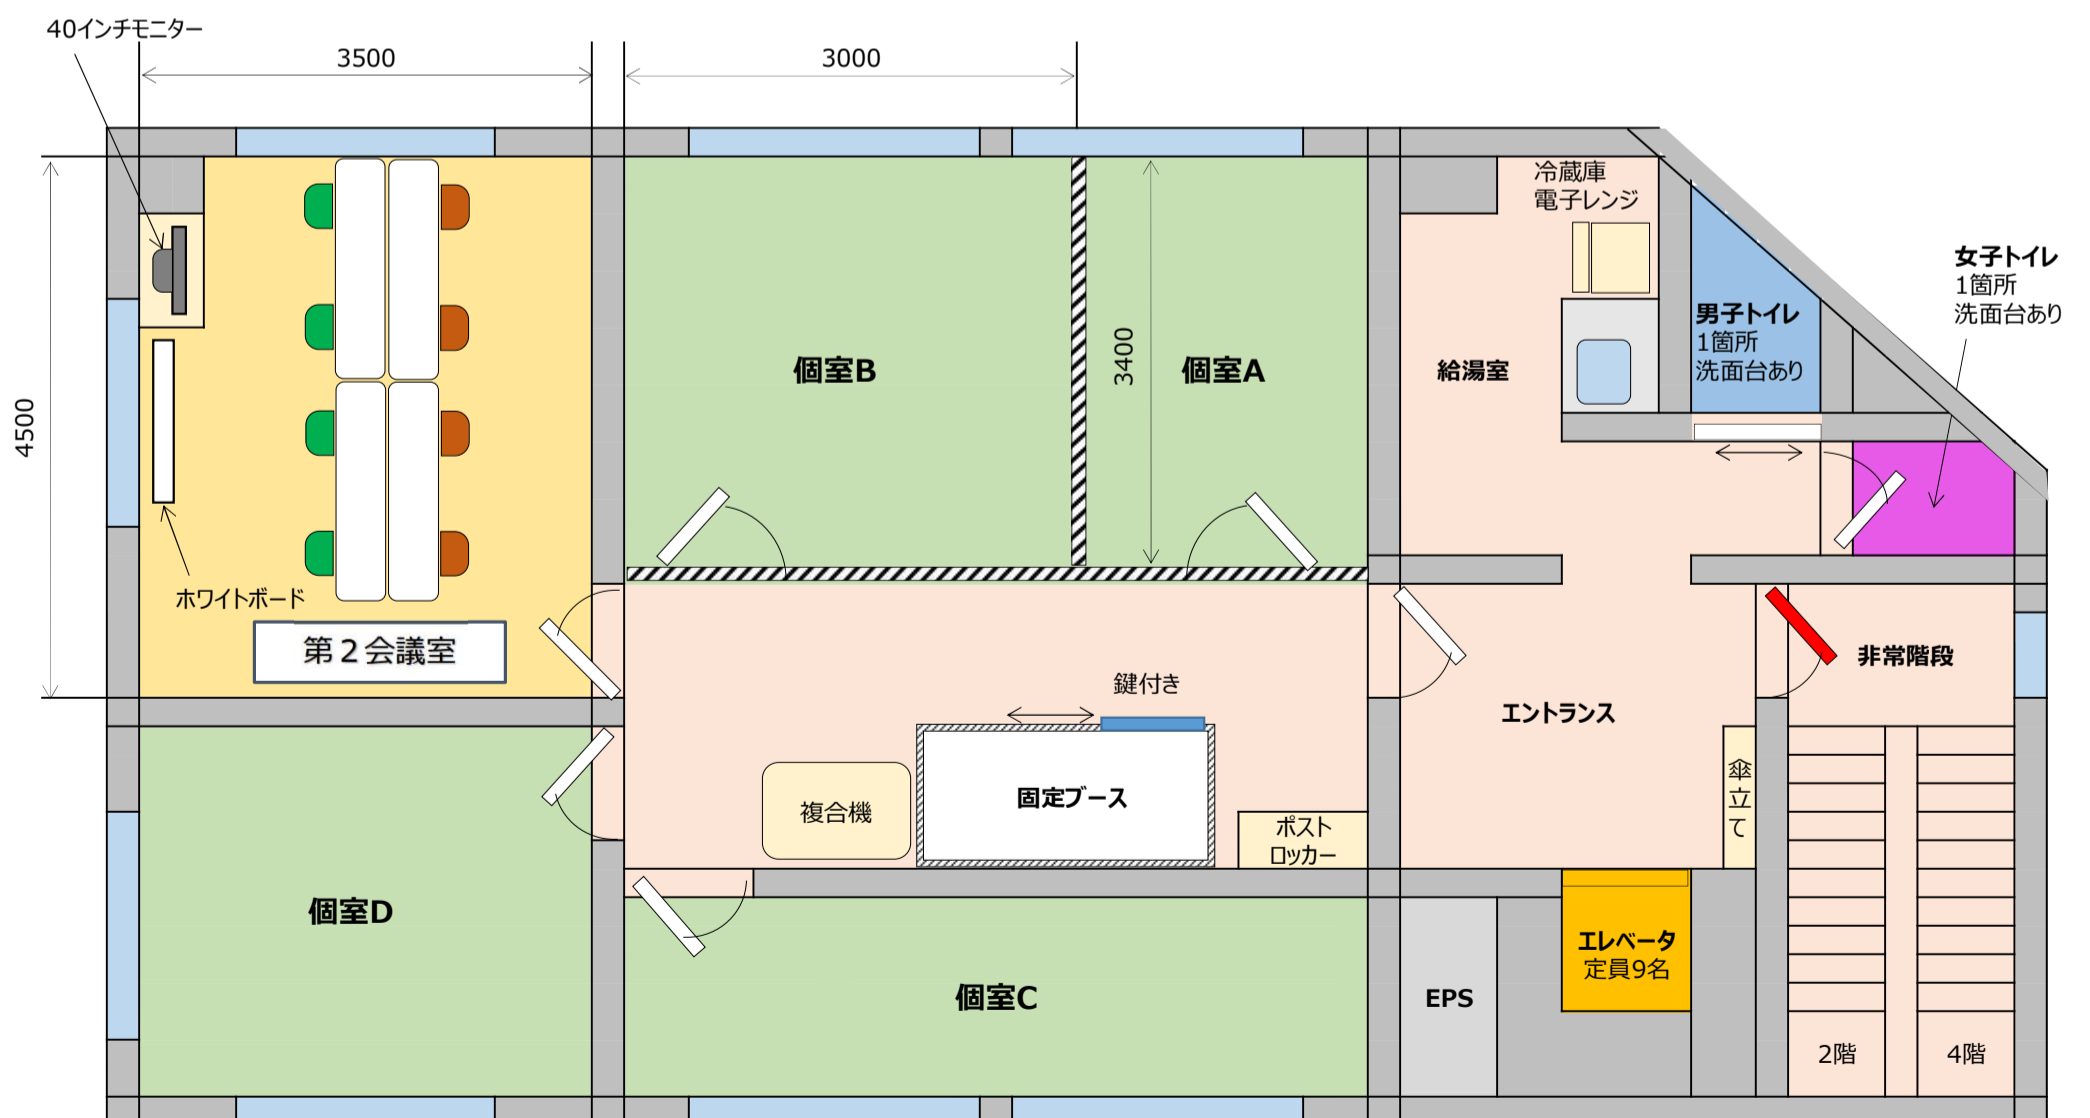 40インチモニター
3500
3000
冷蔵庫
電子レンジ
女子トイレ
1箇所
洗面台あり
男子トイレ
1箇所
洗面台あり
4500
個室B
3400
個室A
給湯室
ホワイトボード
第２会議室
鍵付き
エントランス
非常階段
複合機
固定ブース
ポスト
ロッカー
傘
立
て
個室D
個室C
EPS
エレベータ
定員9名
2階
4階